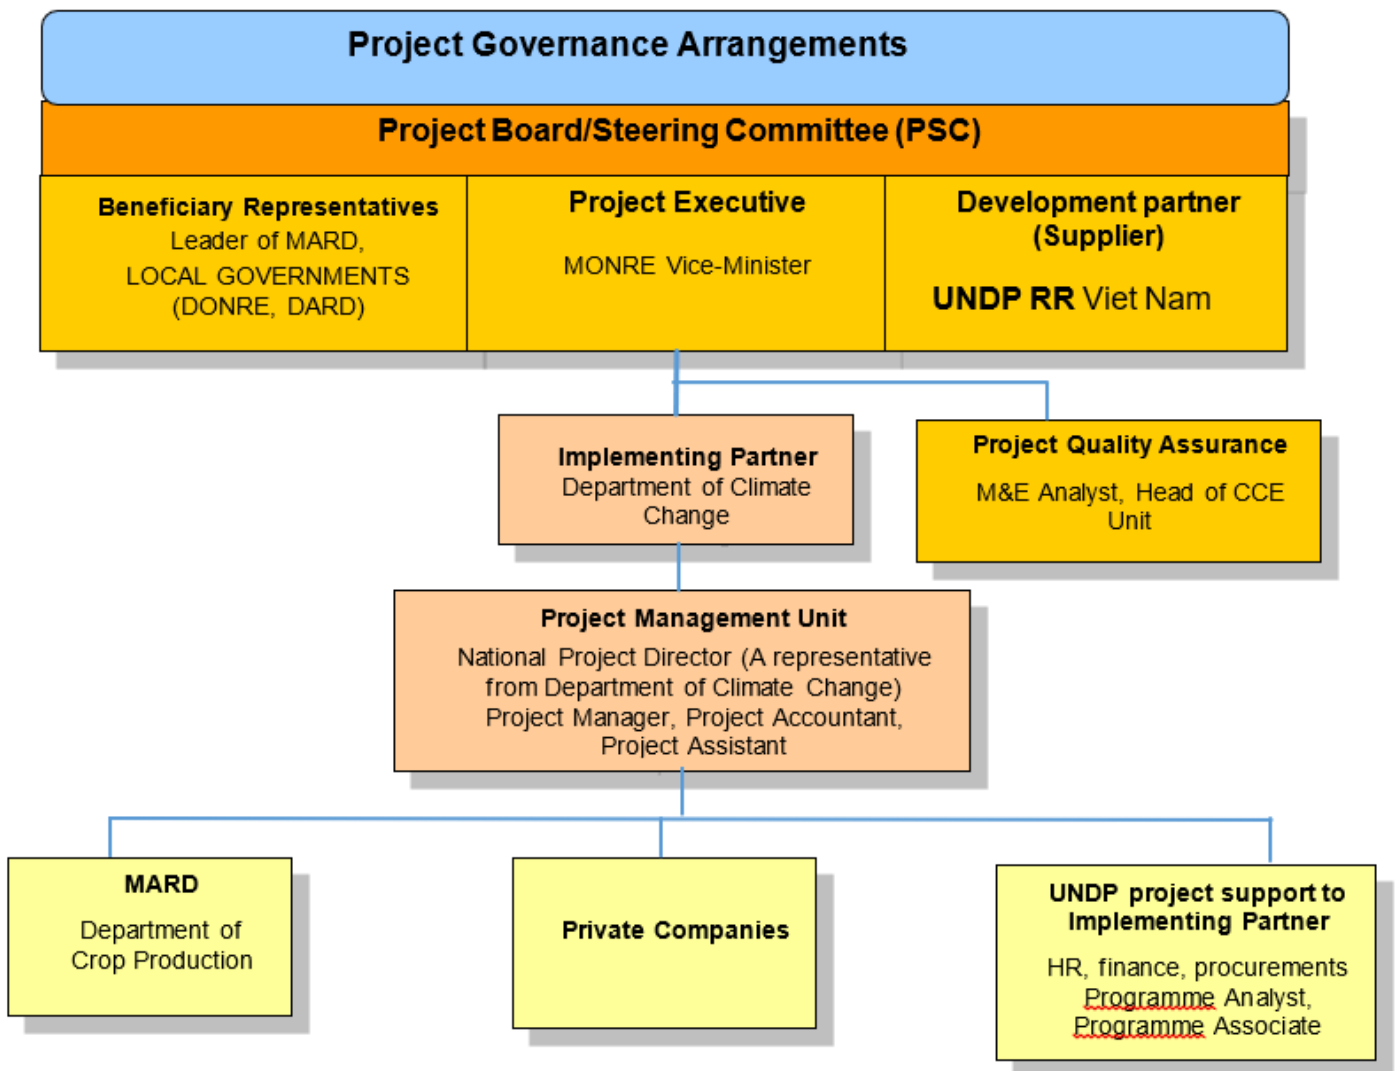 Project Governance Arrangements
Project Board/Steering Committee (PSC)
Beneficiary Representatives
Leader of MARD,
LOCAL GOVERNMENTS
(DONRE, DARD)
Project Executive
MONRE Vice-Minister
Development partner
(Supplier)
UNDP RR Viet Nam
Implementing Partner
Department of Climate
Change
Project Quality Assurance
M&E Analyst, Head of CCE
Unit
Project Management Unit
National Project Director (A representative
from Department of Climate Change)
Project Manager, Project Accountant,
Project Assistant
MARD
Department of
Crop Production
Private Companies
UNDP project support to
Implementing Partner
HR, finance, procurements
Programme Analyst,
Programme Associate